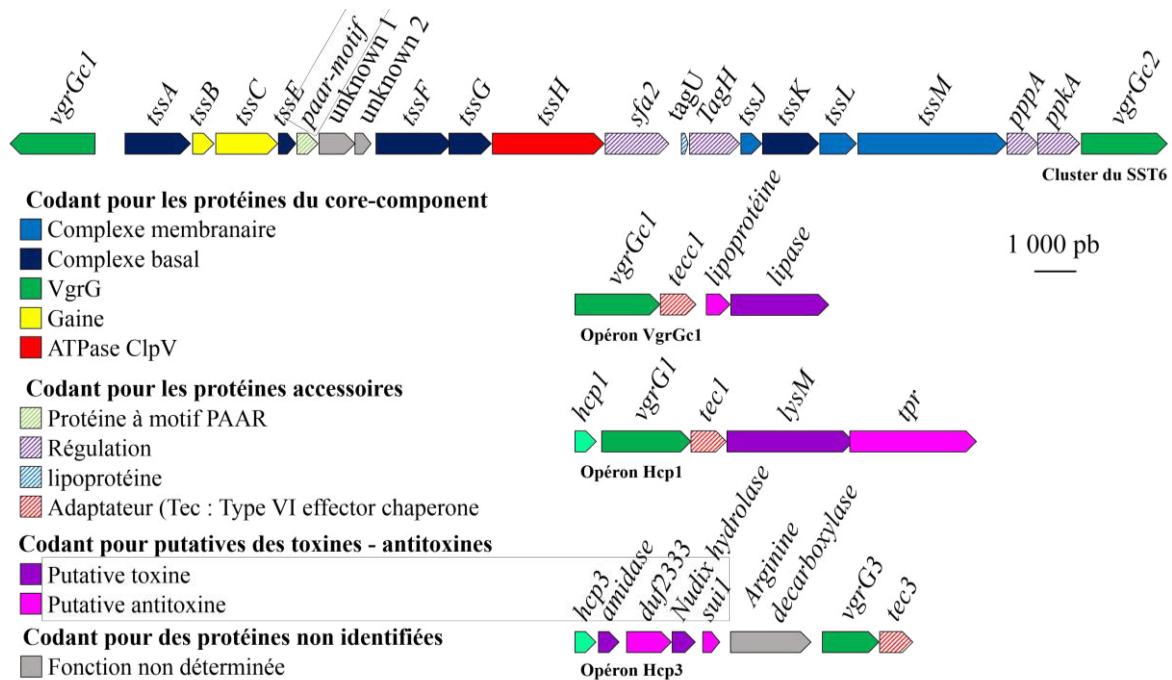 vgrGc1 tssA tssB tssC tssE paar-motif unknown 1 unknown 2 tssF tssG tssH sfa2 tagU TagH tssJ tssK tssL tssM pppA ppkA vgrGc2
Cluster du SST6
Codant pour les protéines du core-component
Complexe membranaire
Complexe basal
VgrG
Gaine
ATPase ClpV
1 000 pb
vgrGc1 tecc1 lipoprotéine lipase
Opéron VgrGc1
Codant pour les protéines accessoires
Protéine à motif PAAR
Régulation
lipoprotéine
Adaptateur (Tec : Type VI effector chaperone
hcp1 vgrG1 tec1 lysM tpr
Opéron Hcp1
Codant pour putatives des toxines - antitoxines
Putative toxine
Putative antitoxine
Codant pour des protéines non identifiées
Fonction non déterminée
hcp3 amidase duf2333 Nudix hydrolase sui1 Arginine
decarboxylase vgrG3 tec3
Opéron Hcp3